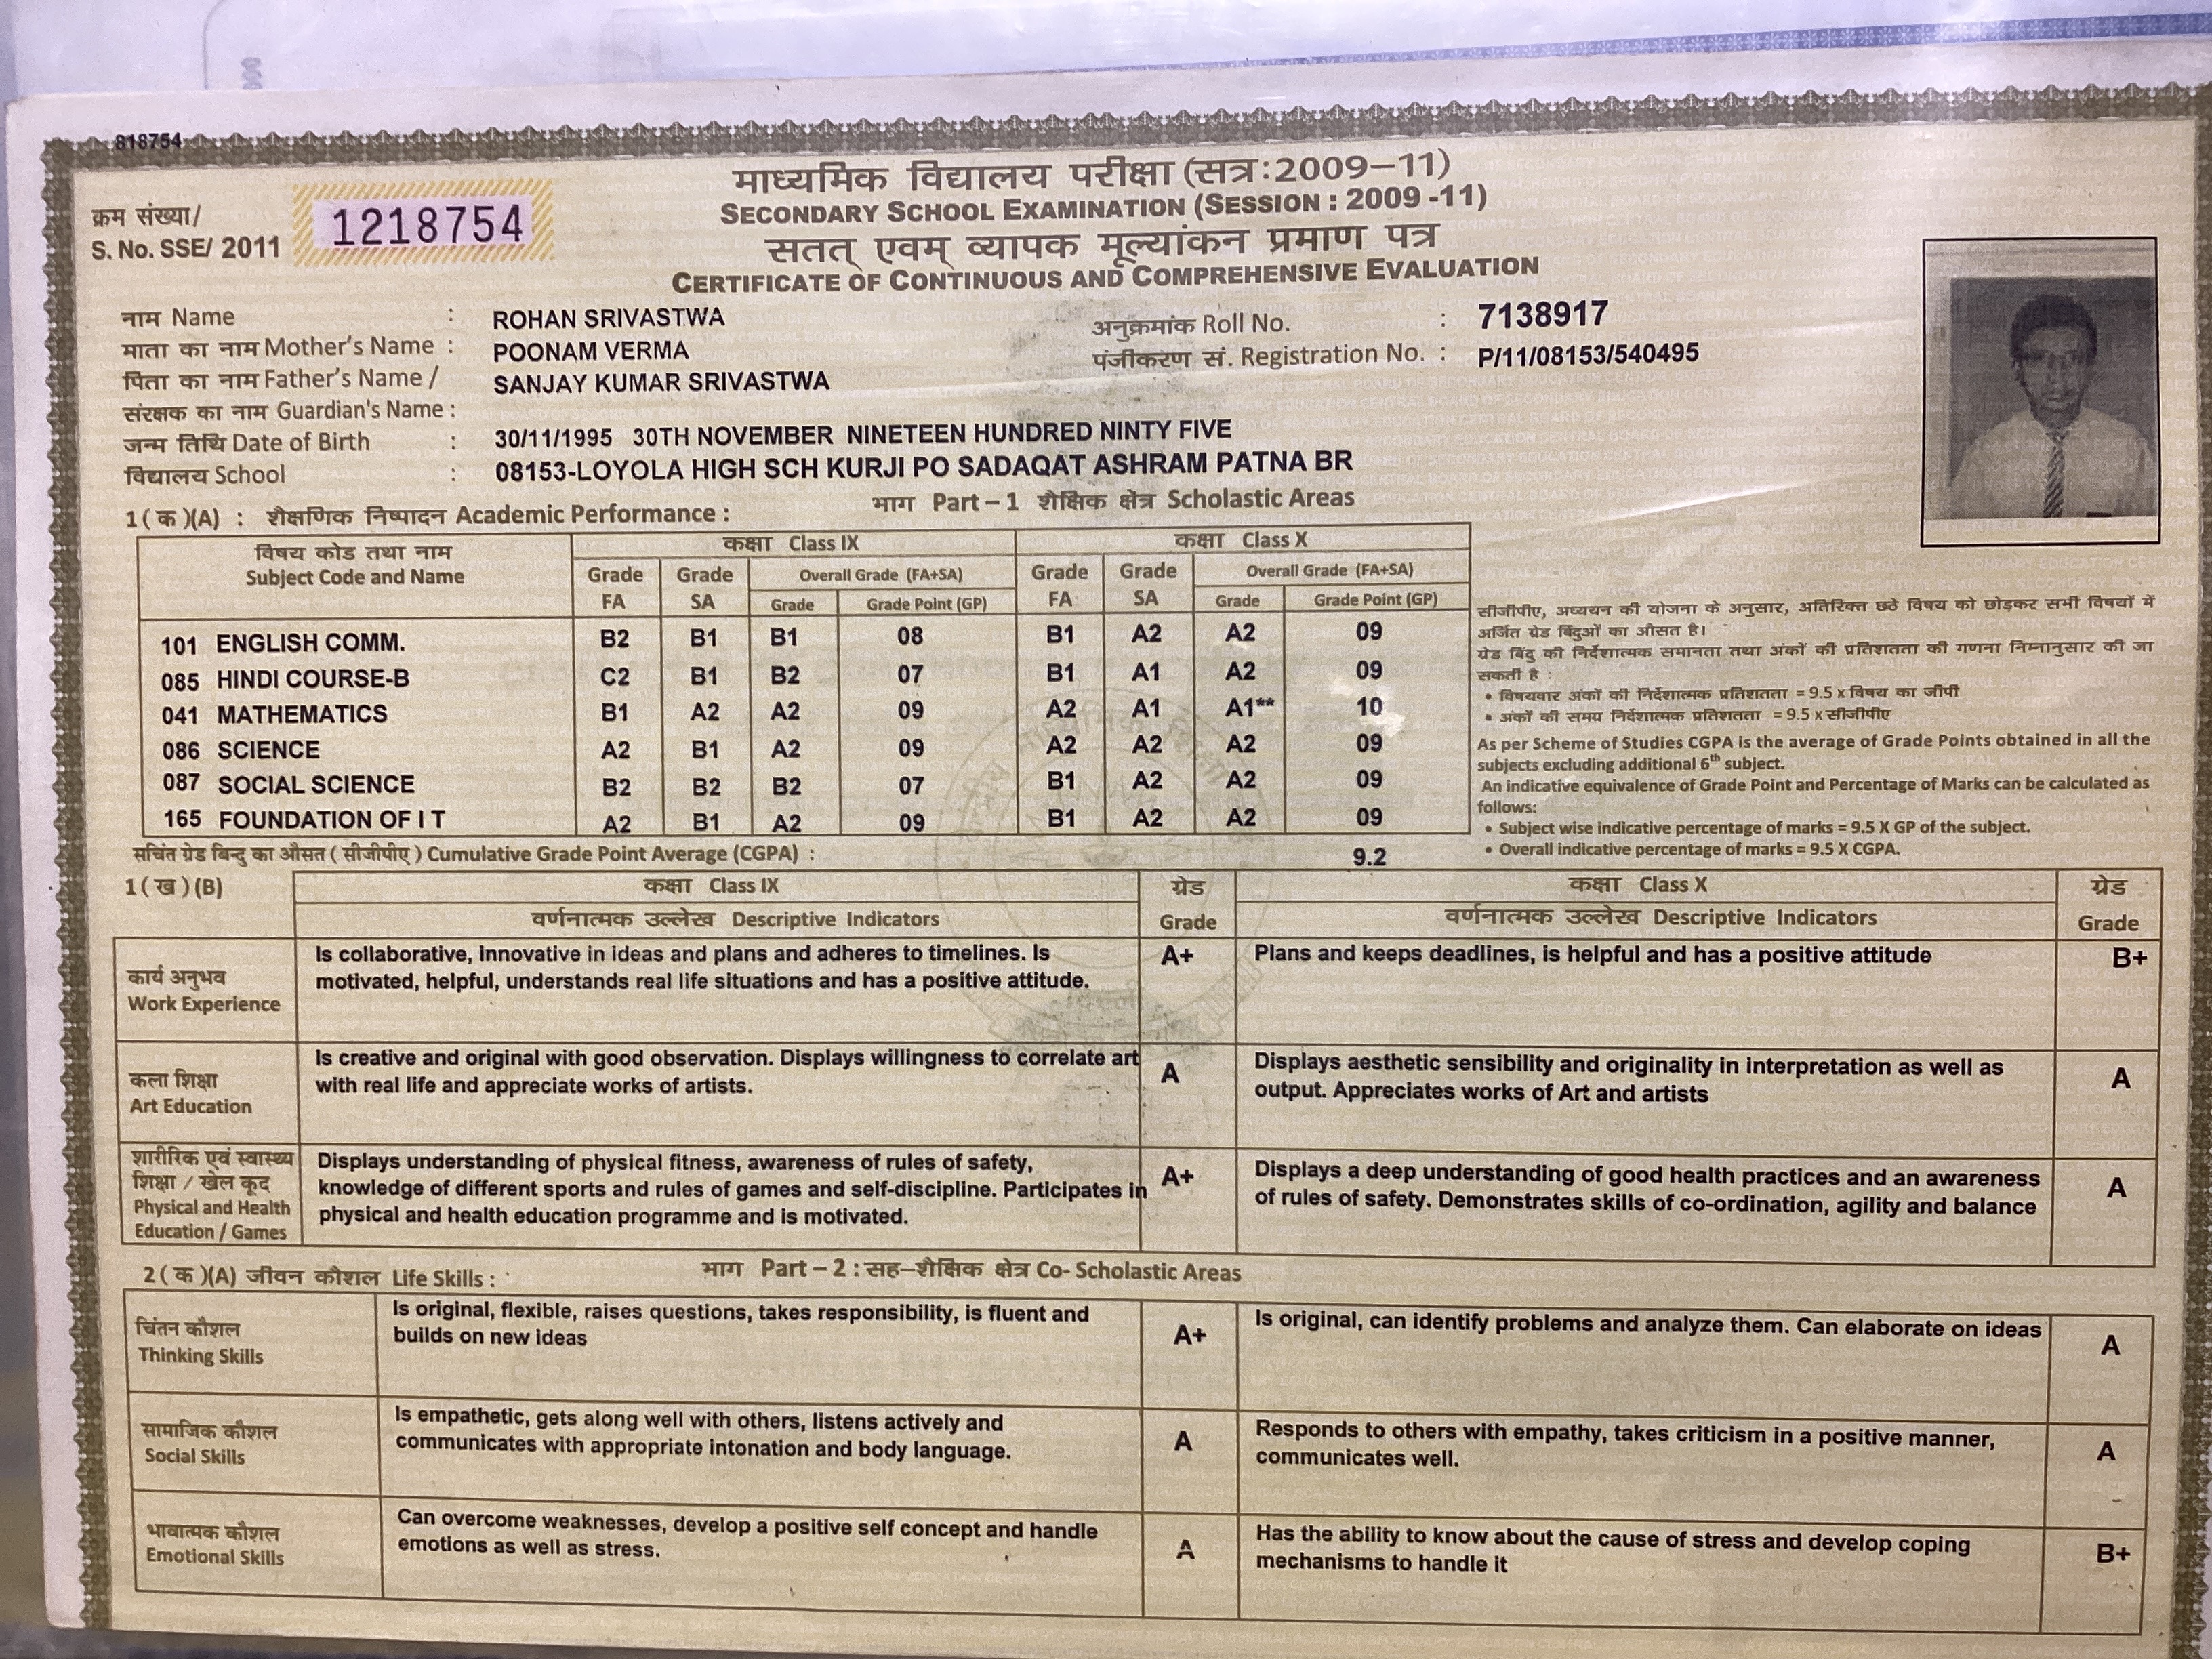 818754
माध्यमिक विद्यालय परीक्षा (सत्र:2009–11)
SECONDARY SCHOOL EXAMINATION (SESSION : 2009 -11)
क्रम संख्या/
S. No. SSE/ 2011 1218754
सतत् एवम् व्यापक मूल्यांकन प्रमाण पत्र
CERTIFICATE OF CONTINUOUS AND COMPREHENSIVE EVALUATION
नाम Name : ROHAN SRIVASTWA
अनुक्रमांक Roll No. : 7138917
माता का नाम Mother's Name : POONAM VERMA
पंजीकरण सं. Registration No. : P/11/08153/540495
पिता का नाम Father's Name / SANJAY KUMAR SRIVASTWA
संरक्षक का नाम Guardian's Name :
जन्म तिथि Date of Birth : 30/11/1995 30TH NOVEMBER NINETEEN HUNDRED NINTY FIVE
विद्यालय School : 08153-LOYOLA HIGH SCH KURJI PO SADAQAT ASHRAM PATNA BR
भाग Part – 1 शैक्षिक क्षेत्र Scholastic Areas
1 ( क )(A) : शैक्षणिक निष्पादन Academic Performance :
विषय कोड तथा नाम
Subject Code and Name
कक्षा Class IX कक्षा Class X
Grade FA Grade SA Overall Grade (FA+SA) Grade FA Grade SA Overall Grade (FA+SA)
Grade Grade Point (GP) Grade Grade Point (GP)
101 ENGLISH COMM. B2 B1 B1 08 B1 A2 A2 09
085 HINDI COURSE-B C2 B1 B2 07 B1 A1 A2 09
041 MATHEMATICS B1 A2 A2 09 A2 A1 A1** 10
086 SCIENCE A2 B1 A2 09 A2 A2 A2 09
087 SOCIAL SCIENCE B2 B2 B2 07 B1 A2 A2 09
165 FOUNDATION OF I T A2 B1 A2 09 B1 A2 A2 09
सीजीपीए, अध्ययन की योजना के अनुसार, अतिरिक्त छठे विषय को छोड़कर सभी विषयों में
अर्जित ग्रेड बिंदुओं का औसत है।
ग्रेड बिंदु की निर्देशात्मक समानता तथा अंकों की प्रतिशतता की गणना निम्नानुसार की जा
सकती है :
• विषयवार अंकों की निर्देशात्मक प्रतिशतता = 9.5 x विषय का जीपी
• अंकों की समग्र निर्देशात्मक प्रतिशतता = 9.5 x सीजीपीए
As per Scheme of Studies CGPA is the average of Grade Points obtained in all the
subjects excluding additional 6th subject.
An indicative equivalence of Grade Point and Percentage of Marks can be calculated as
follows:
• Subject wise indicative percentage of marks = 9.5 X GP of the subject.
• Overall indicative percentage of marks = 9.5 X CGPA.
सचिंत ग्रेड बिन्दु का औसत ( सीजीपीए ) Cumulative Grade Point Average (CGPA) : 9.2
1 ( ख ) (B) कक्षा Class IX ग्रेड कक्षा Class X ग्रेड
वर्णनात्मक उल्लेख Descriptive Indicators Grade वर्णनात्मक उल्लेख Descriptive Indicators Grade
कार्य अनुभव
Work Experience
Is collaborative, innovative in ideas and plans and adheres to timelines. Is
motivated, helpful, understands real life situations and has a positive attitude.
A+
Plans and keeps deadlines, is helpful and has a positive attitude
B+
कला शिक्षा
Art Education
Is creative and original with good observation. Displays willingness to correlate art
with real life and appreciate works of artists.
A
Displays aesthetic sensibility and originality in interpretation as well as
output. Appreciates works of Art and artists
A
शारीरिक एवं स्वास्थ्य
शिक्षा / खेल कूद
Physical and Health
Education / Games
Displays understanding of physical fitness, awareness of rules of safety,
knowledge of different sports and rules of games and self-discipline. Participates in
physical and health education programme and is motivated.
A+
Displays a deep understanding of good health practices and an awareness
of rules of safety. Demonstrates skills of co-ordination, agility and balance
A
भाग Part – 2 : सह–शैक्षिक क्षेत्र Co- Scholastic Areas
2 ( क )(A) जीवन कौशल Life Skills :
चिंतन कौशल
Thinking Skills
Is original, flexible, raises questions, takes responsibility, is fluent and
builds on new ideas
A+
Is original, can identify problems and analyze them. Can elaborate on ideas
A
सामाजिक कौशल
Social Skills
Is empathetic, gets along well with others, listens actively and
communicates with appropriate intonation and body language.
A
Responds to others with empathy, takes criticism in a positive manner,
communicates well.
A
भावात्मक कौशल
Emotional Skills
Can overcome weaknesses, develop a positive self concept and handle
emotions as well as stress.
A
Has the ability to know about the cause of stress and develop coping
mechanisms to handle it
B+